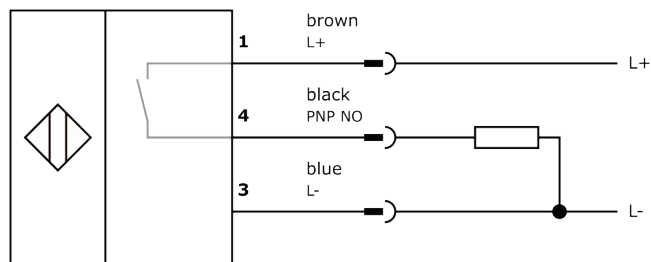 brown
1 L+
L+
black
4 PNP NO
blue
3 L-
L-